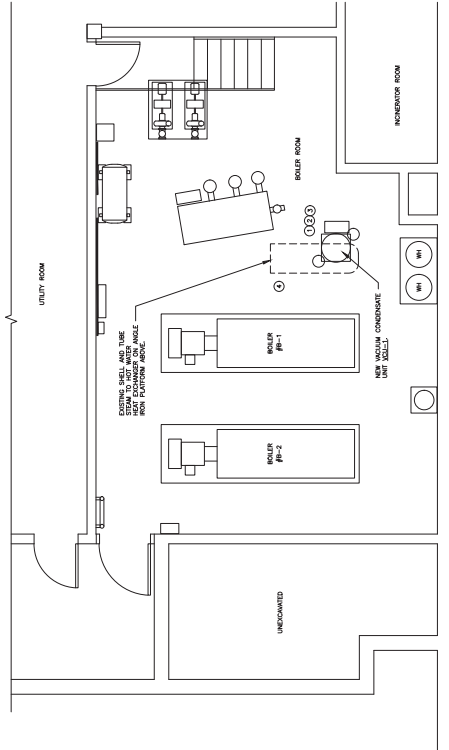 UTILITY ROOM
INCINERATOR ROOM
BOILER ROOM
EXISTING SHELL AND TUBE
STEAM TO HOT WATER
HEAT EXCHANGER ON ANGLE
IRON PLATFORM ABOVE.
1 2 3
4
NEW VACUUM CONDENSATE
UNIT VCU-1.
WH
WH
BOILER
#B-1
BOILER
#B-2
UNEXCAVATED